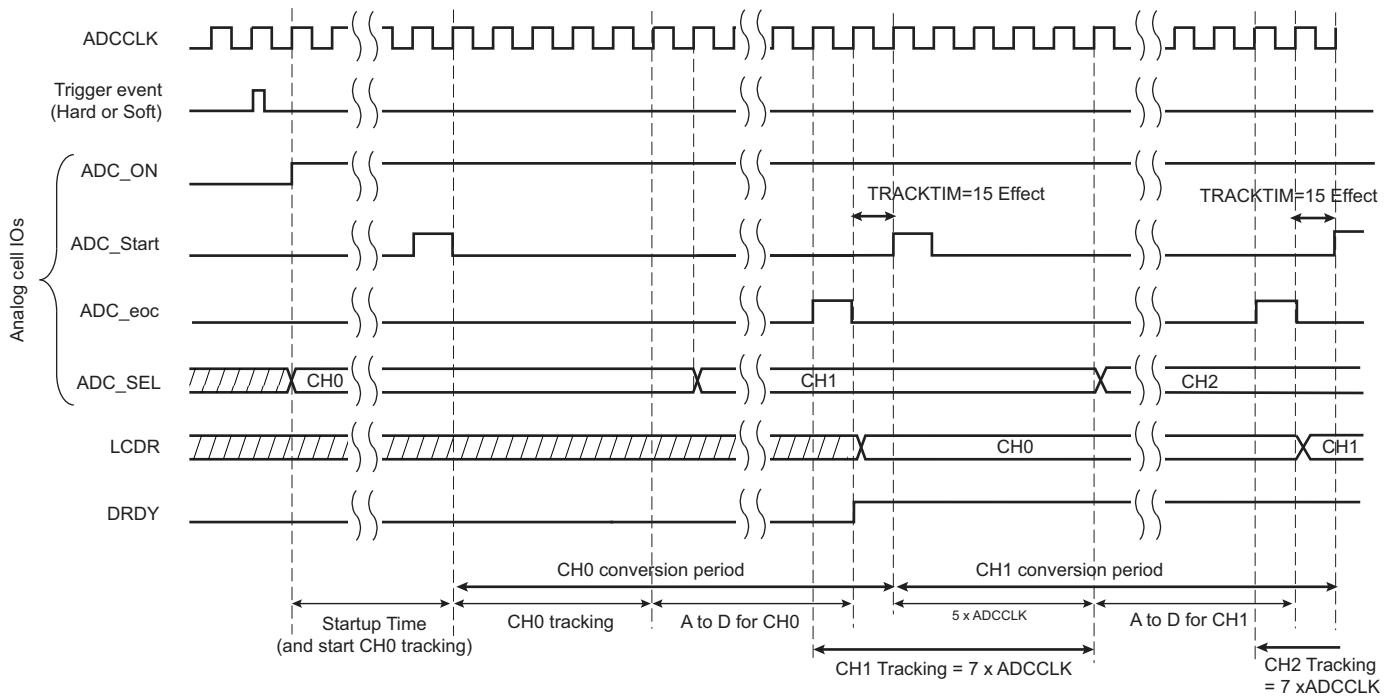 ADCCLK
Trigger event
(Hard or Soft)
Analog cell IOs
ADC_ON
TRACKTIM=15 Effect
TRACKTIM=15 Effect
ADC_Start
ADC_eoc
ADC_SEL
CH0
CH1
CH2
LCDR
CH0
CH1
DRDY
CH0 conversion period
CH1 conversion period
Startup Time
(and start CH0 tracking)
CH0 tracking
A to D for CH0
5 x ADCCLK
A to D for CH1
CH1 Tracking = 7 x ADCCLK
CH2 Tracking
= 7 xADCCLK